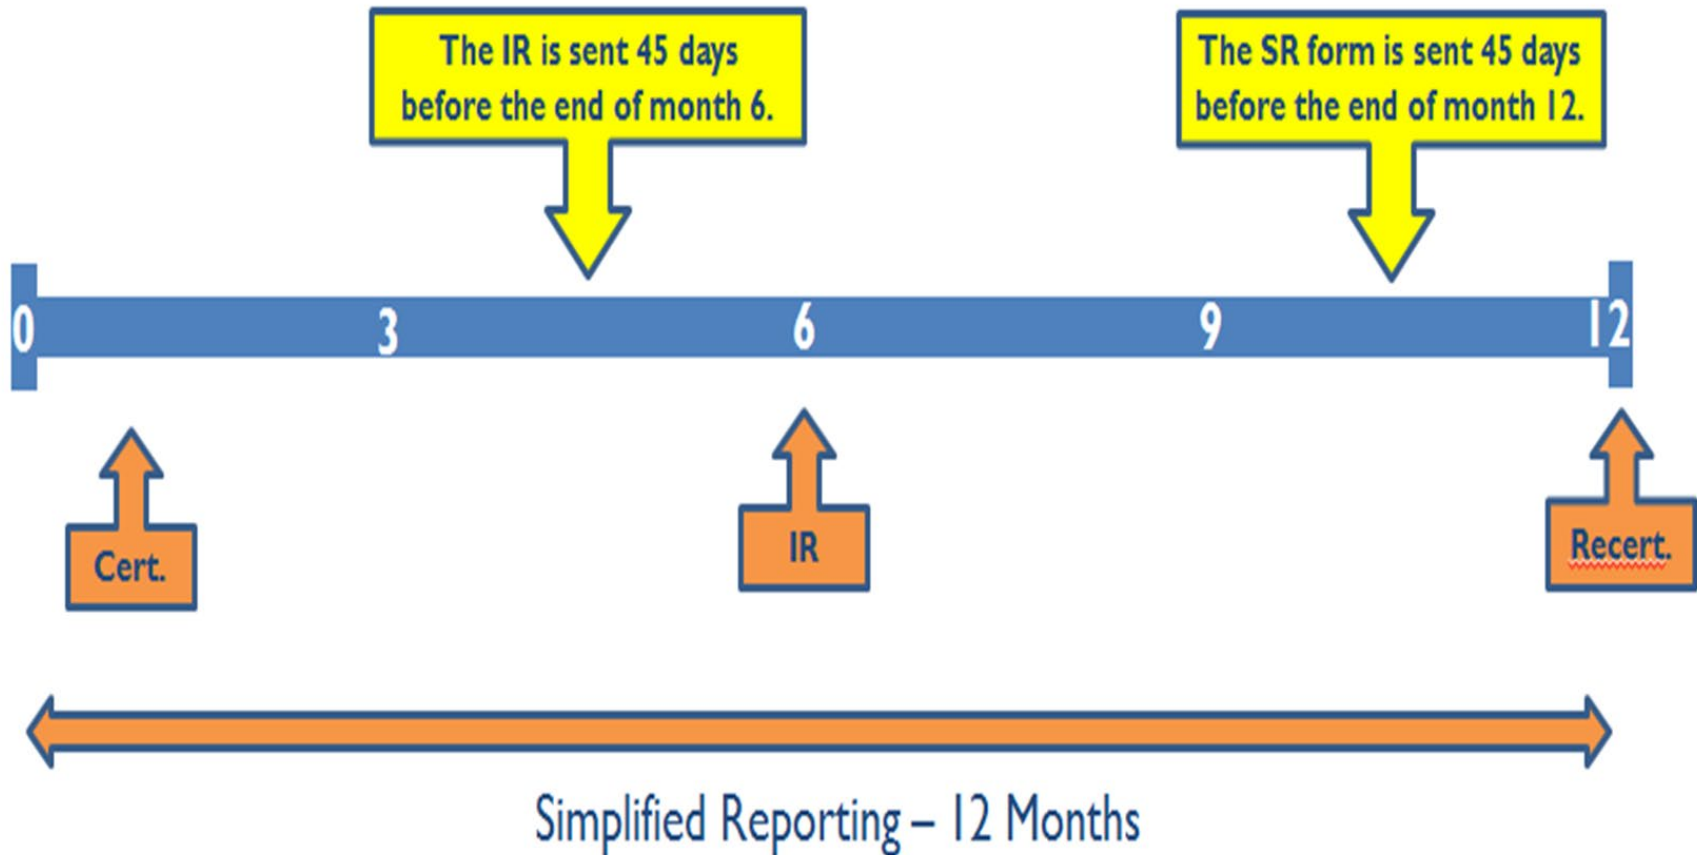 The IR is sent 45 days
before the end of month 6.
The SR form is sent 45 days
before the end of month 12.
0 3 6 9 12
Cert.
IR
Recert.
Simplified Reporting – 12 Months